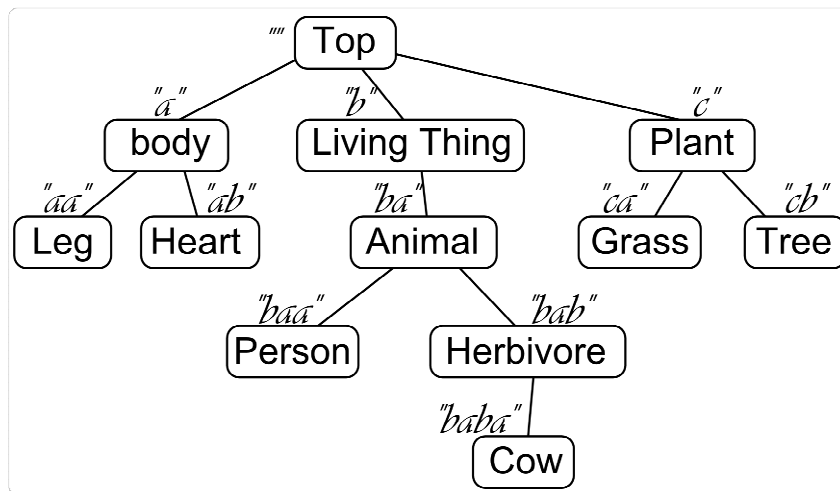 "" Top
"a" "b" "c"
body Living Thing Plant
"aa" "ab" "ba" "ca" "cb"
Leg Heart Animal Grass Tree
"baa" "bab"
Person Herbivore
"baba"
Cow